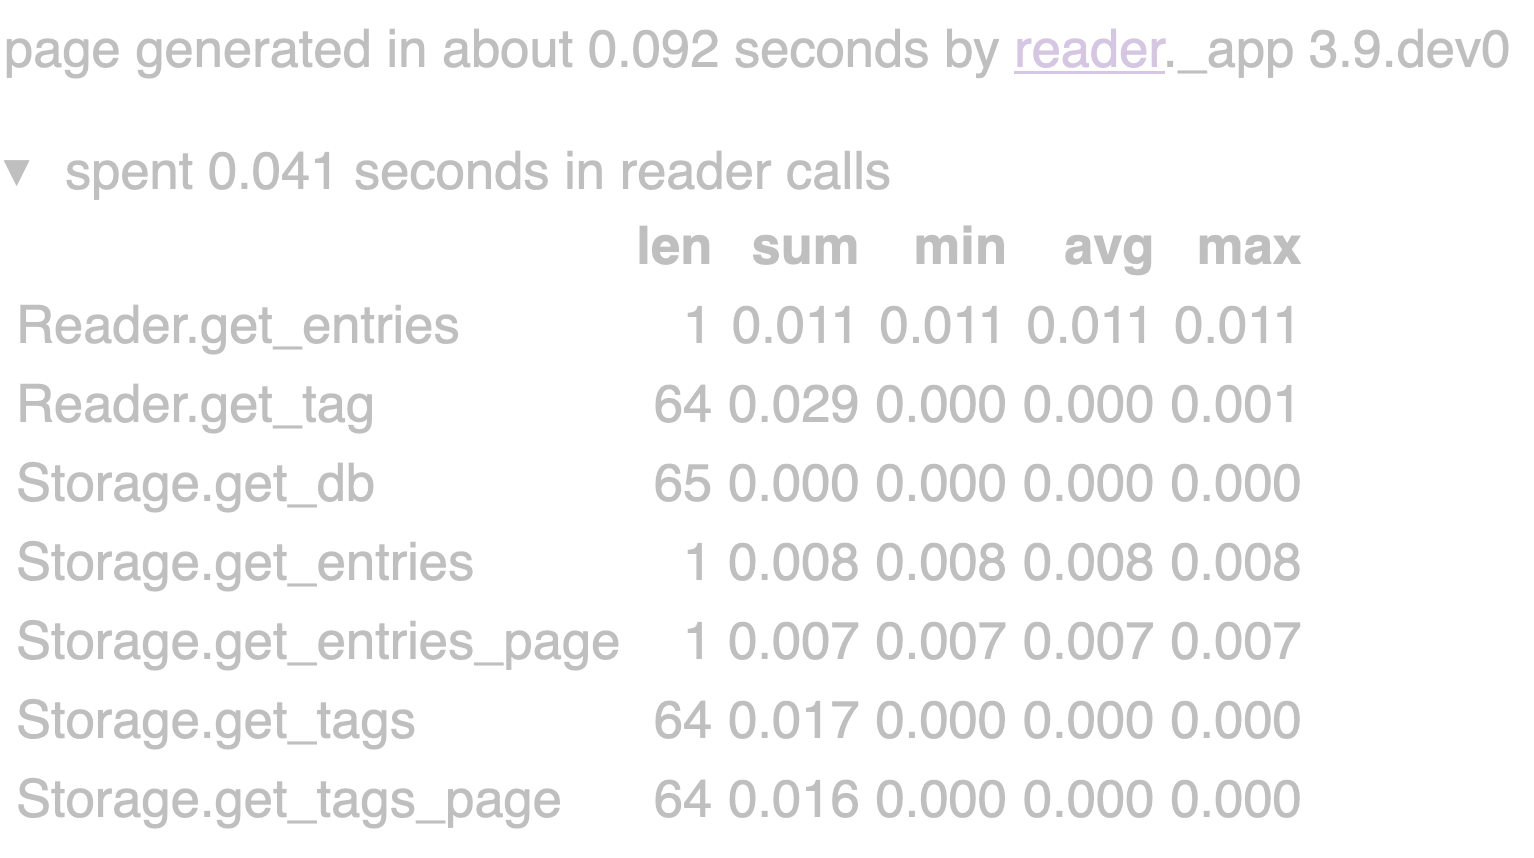 page generated in about 0.092 seconds by reader._app 3.9.dev0
▼ spent 0.041 seconds in reader calls
len sum min avg max
Reader.get_entries 1 0.011 0.011 0.011 0.011
Reader.get_tag 64 0.029 0.000 0.000 0.001
Storage.get_db 65 0.000 0.000 0.000 0.000
Storage.get_entries 1 0.008 0.008 0.008 0.008
Storage.get_entries_page 1 0.007 0.007 0.007 0.007
Storage.get_tags 64 0.017 0.000 0.000 0.000
Storage.get_tags_page 64 0.016 0.000 0.000 0.000